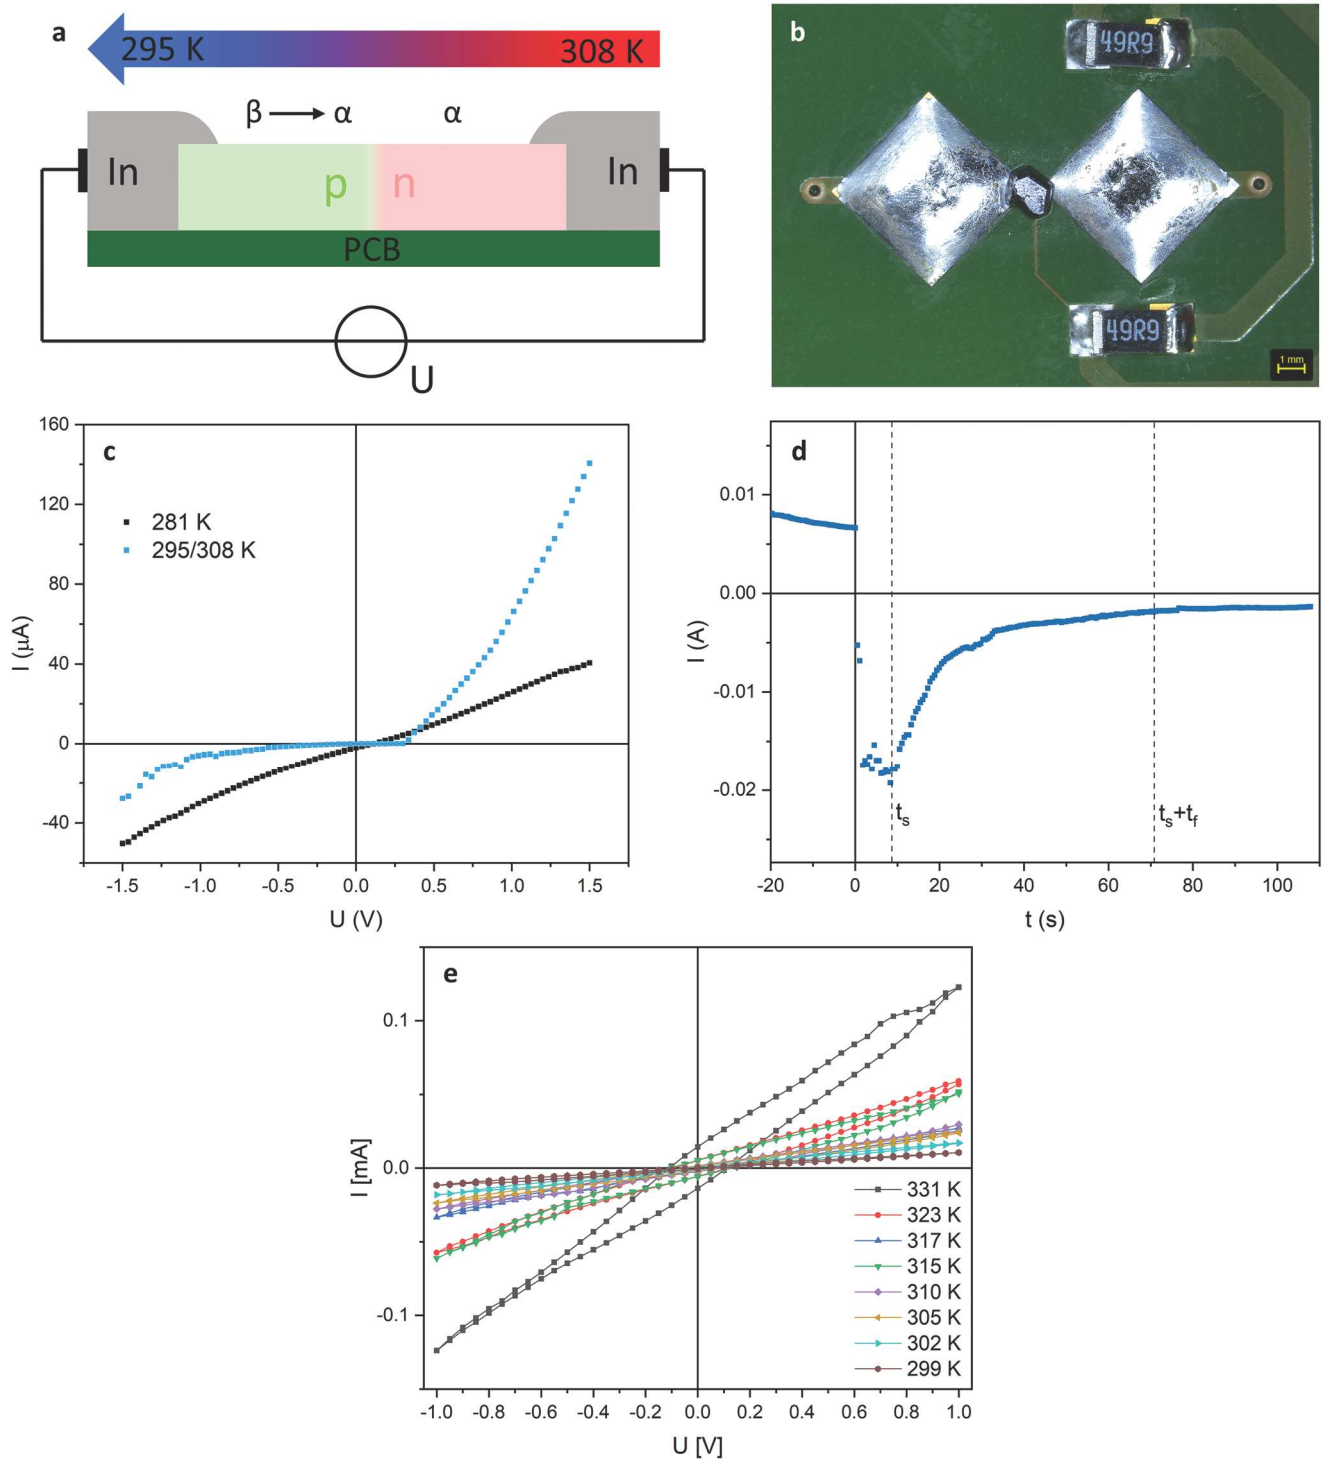 a
295 K
308 K
β → α
α
In
p
n
In
PCB
U
b
49R9
49R9
1 mm
c
160
120
80
40
0
-40
I (μA)
281 K
295/308 K
-1.5
-1.0
-0.5
0.0
0.5
1.0
1.5
U (V)
d
0.01
0.00
-0.01
-0.02
I (A)
ts
ts+tf
-20
0
20
40
60
80
100
t (s)
e
0.1
0.0
-0.1
I [mA]
331 K
323 K
317 K
315 K
310 K
305 K
302 K
299 K
-1.0
-0.8
-0.6
-0.4
-0.2
0.0
0.2
0.4
0.6
0.8
1.0
U [V]